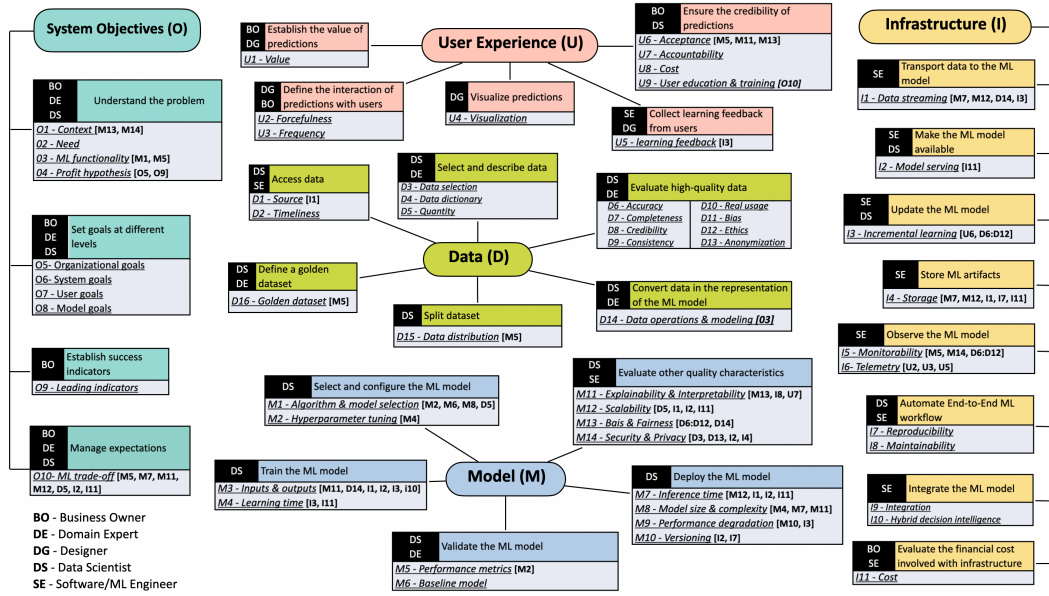 System Objectives (O)
BO
DE
DS
Understand the problem
O1 - Context [M13, M14]
02 - Need
03 - ML functionality [M1, M5]
04 - Profit hypothesis [O5, O9]
BO
DE
DS
Set goals at different
levels
O5- Organizational goals
O6- System goals
O7 - User goals
O8 - Model goals
BO
Establish success
indicators
O9 - Leading indicators
BO
DE
DS
Manage expectations
O10- ML trade-off [M5, M7, M11,
M12, D5, I2, I11]
BO - Business Owner
DE - Domain Expert
DG - Designer
DS - Data Scientist
SE - Software/ML Engineer
User Experience (U)
BO
DG
Establish the value of
predictions
U1 - Value
BO
DS
Ensure the credibility of
predictions
U6 - Acceptance [M5, M11, M13]
U7 - Accountability
U8 - Cost
U9 - User education & training [O10]
DG
BO
Define the interaction of
predictions with users
U2- Forcefulness
U3 - Frequency
DG
Visualize predictions
U4 - Visualization
SE
DG
Collect learning feedback
from users
U5 - learning feedback [I3]
Data (D)
DS
SE
Access data
D1 - Source [I1]
D2 - Timeliness
DS
DE
Select and describe data
D3 - Data selection
D4 - Data dictionary
D5 - Quantity
DS
DE
Evaluate high-quality data
D6 - Accuracy
D7 - Completeness
D8 - Credibility
D9 - Consistency
D10 - Real usage
D11 - Bias
D12 - Ethics
D13 - Anonymization
DS
DE
Define a golden
dataset
D16 - Golden dataset [M5]
DS
Split dataset
D15 - Data distribution [M5]
DS
DE
Convert data in the representation
of the ML model
D14 - Data operations & modeling [03]
Model (M)
DS
Select and configure the ML model
M1 - Algorithm & model selection [M2, M6, M8, D5]
M2 - Hyperparameter tuning [M4]
DS
SE
Evaluate other quality characteristics
M11 - Explainability & Interpretability [M13, I8, U7]
M12 - Scalability [D5, I1, I2, I11]
M13 - Bais & Fairness [D6:D12, D14]
M14 - Security & Privacy [D3, D13, I2, I4]
DS
Train the ML model
M3 - Inputs & outputs [M11, D14, I1, I2, I3, i10]
M4 - Learning time [I3, I11]
DS
Deploy the ML model
M7 - Inference time [M12, I1, I2, I11]
M8 - Model size & complexity [M4, M7, M11]
M9 - Performance degradation [M10, I3]
M10 - Versioning [I2, I7]
DS
DE
Validate the ML model
M5 - Performance metrics [M2]
M6 - Baseline model
Infrastructure (I)
SE
Transport data to the ML
model
I1 - Data streaming [M7, M12, D14, I3]
SE
DS
Make the ML model
available
I2 - Model serving [I11]
SE
DS
Update the ML model
I3 - Incremental learning [U6, D6:D12]
SE
Store ML artifacts
I4 - Storage [M7, M12, I1, I7, I11]
SE
Observe the ML model
I5 - Monitorability [M5, M14, D6:D12]
I6- Telemetry [U2, U3, U5]
DS
SE
Automate End-to-End ML
workflow
I7 - Reproducibility
I8 - Maintainability
SE
Integrate the ML model
I9 - Integration
I10 - Hybrid decision intelligence
BO
SE
Evaluate the financial cost
involved with infrastructure
I11 - Cost